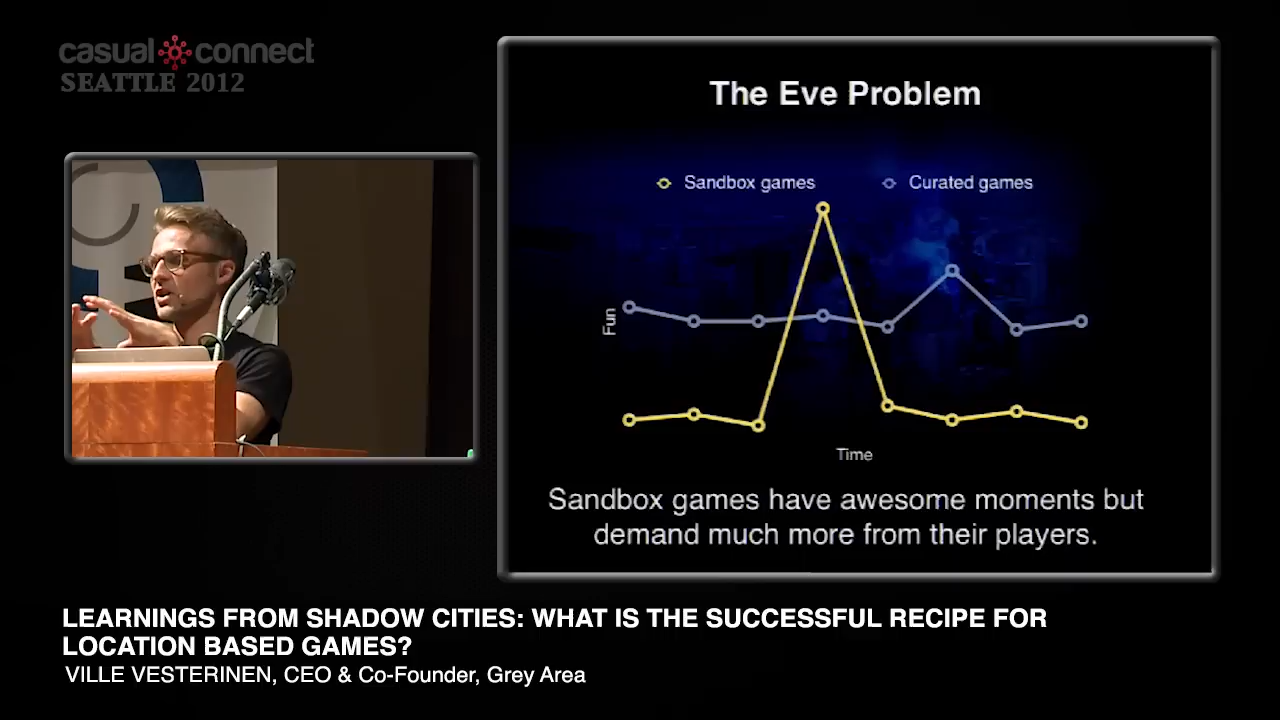 casual connect
SEATTLE 2012
The Eve Problem
Sandbox games
Curated games
Fun
Time
Sandbox games have awesome moments but
demand much more from their players.
LEARNINGS FROM SHADOW CITIES: WHAT IS THE SUCCESSFUL RECIPE FOR
LOCATION BASED GAMES?
VILLE VESTERINEN, CEO & Co-Founder, Grey Area